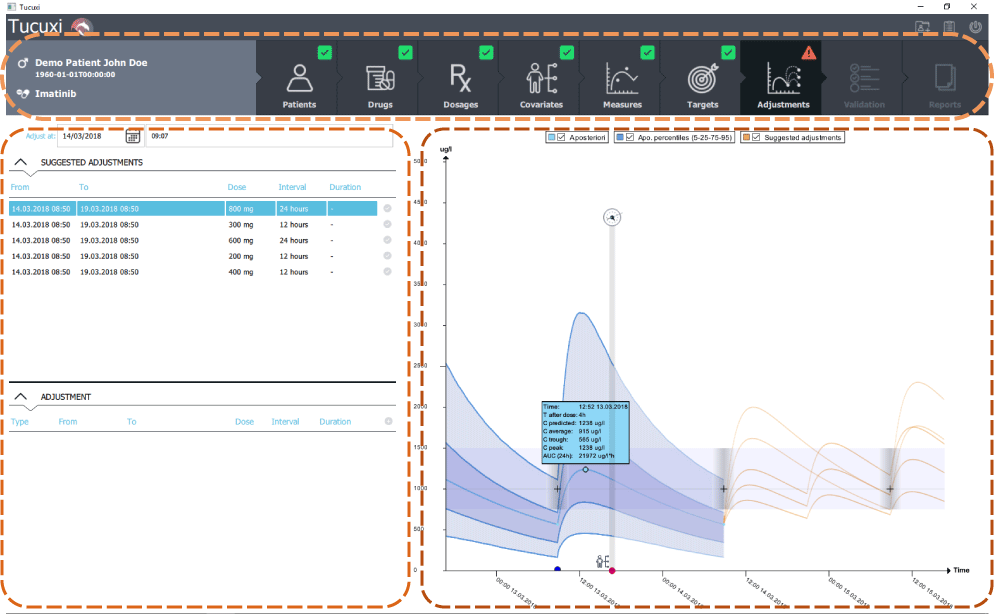 Tucuxi
Tucuxi
Demo Patient John Doe
1960-01-01T00:00:00
Imatinib
Patients
Drugs
Dosages
Covariates
Measures
Targets
Adjustments
Validation
Reports
Adjust at: 14/03/2018 09:07
SUGGESTED ADJUSTMENTS
From To Dose Interval Duration
14.03.2018 08:50 19.03.2018 08:50 800 mg 24 hours -
14.03.2018 08:50 19.03.2018 08:50 300 mg 12 hours -
14.03.2018 08:50 19.03.2018 08:50 600 mg 24 hours -
14.03.2018 08:50 19.03.2018 08:50 200 mg 12 hours -
14.03.2018 08:50 19.03.2018 08:50 400 mg 12 hours -
ADJUSTMENT
Type From To Dose Interval Duration
Aposteriori Apo. percentiles (5-25-75-95) Suggested adjustments
ug/l
5000
4500
4000
3500
3000
2500
2000
1500
1000
500
0
Time: 12:52 13.03.2018
T after dose: 4h
C predicted: 1238 ug/l
C average: 915 ug/l
C trough: 565 ug/l
C peak: 1238 ug/l
AUC (24h): 21972 ug/l*h
Time
00:00 13.03.20
12:00 13.03.20
00:00 14.03.20
12:00 14.03.20
00:00 15.03.20
12:00 15.03.20